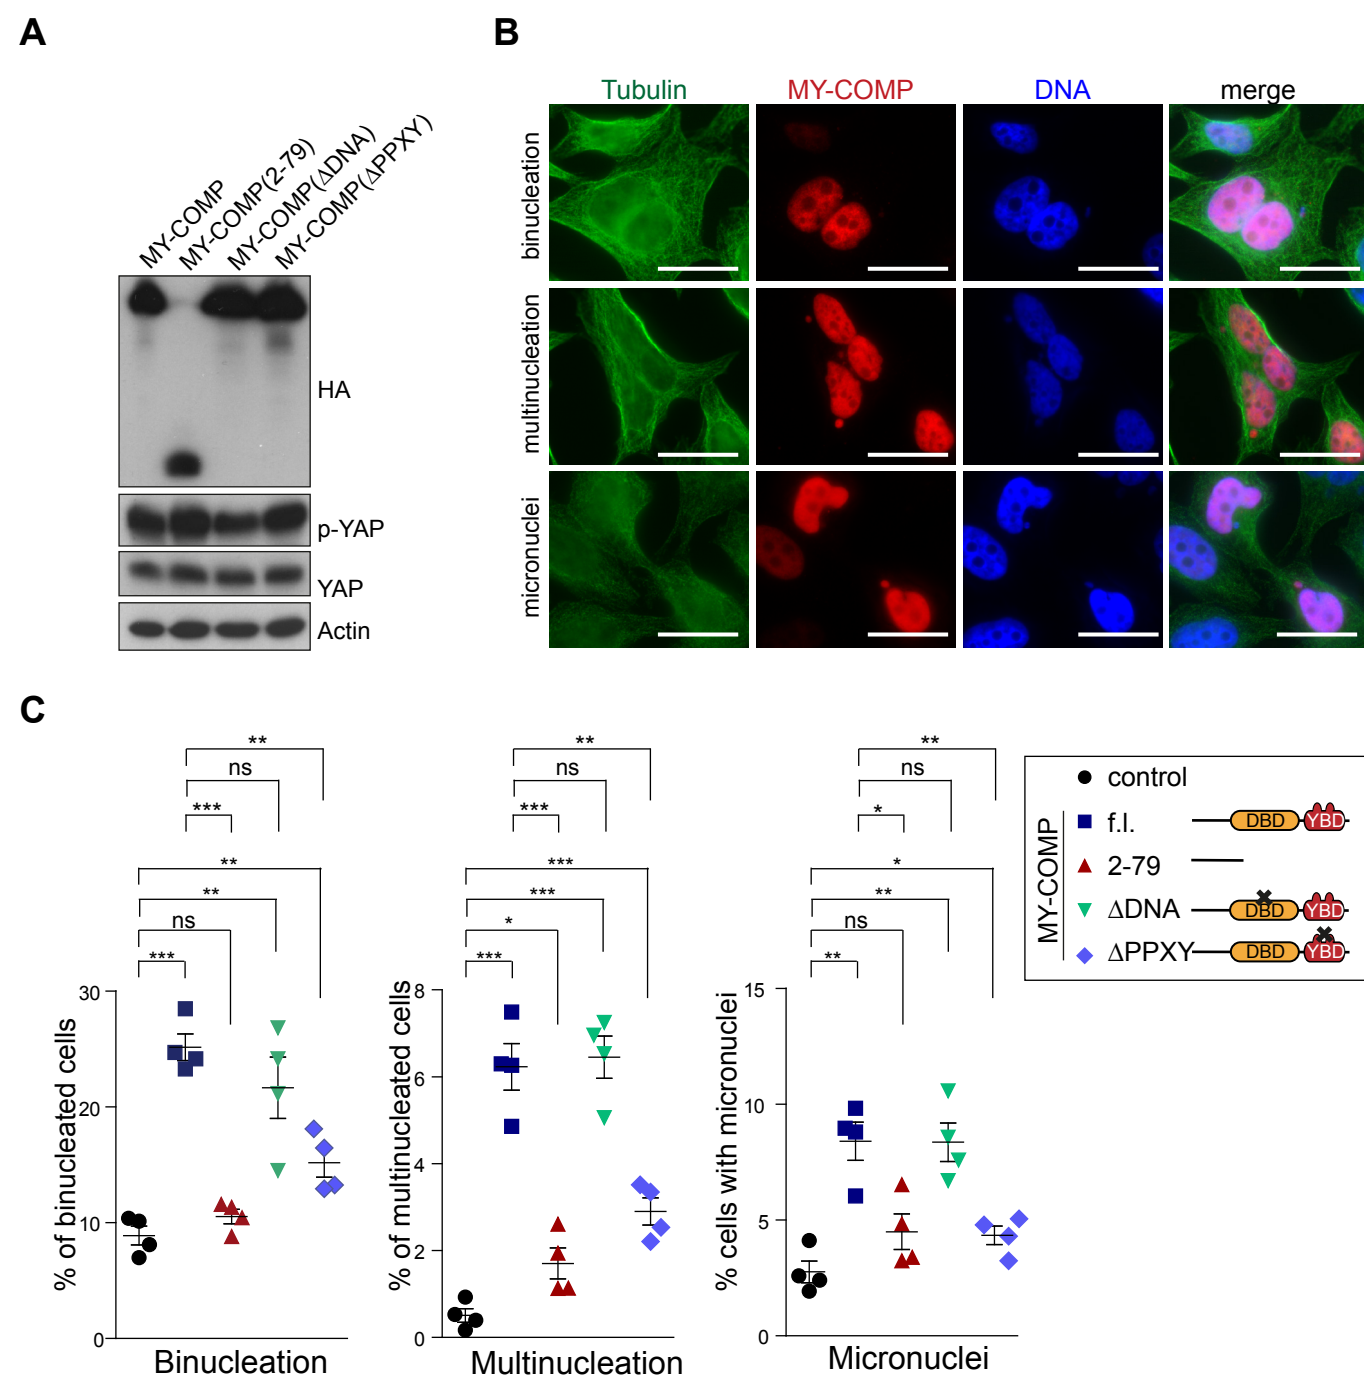 A
B
MY-COMP
MY-COMP(2-79)
MY-COMP(ΔDNA)
MY-COMP(ΔPPXY)
HA
p-YAP
YAP
Actin
Tubulin
MY-COMP
DNA
merge
binucleation
multinucleation
micronuclei
C
**
ns
***
**
**
ns
***
% of binucleated cells
30
20
10
0
Binucleation
**
ns
***
***
***
*
***
% of multinucleated cells
8
6
4
2
0
Multinucleation
**
ns
*
*
**
ns
**
% cells with micronuclei
15
10
5
0
Micronuclei
control
MY-COMP
f.l.
DBD
YBD
2-79
ΔDNA
DBD
YBD
ΔPPXY
DBD
YBD